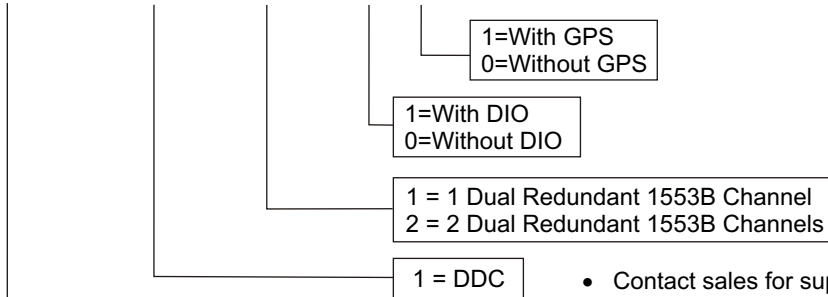 1=With GPS
0=Without GPS
1=With DIO
0=Without DIO
1 = 1 Dual Redundant 1553B Channel
2 = 2 Dual Redundant 1553B Channels
1 = DDC
• Contact sales for